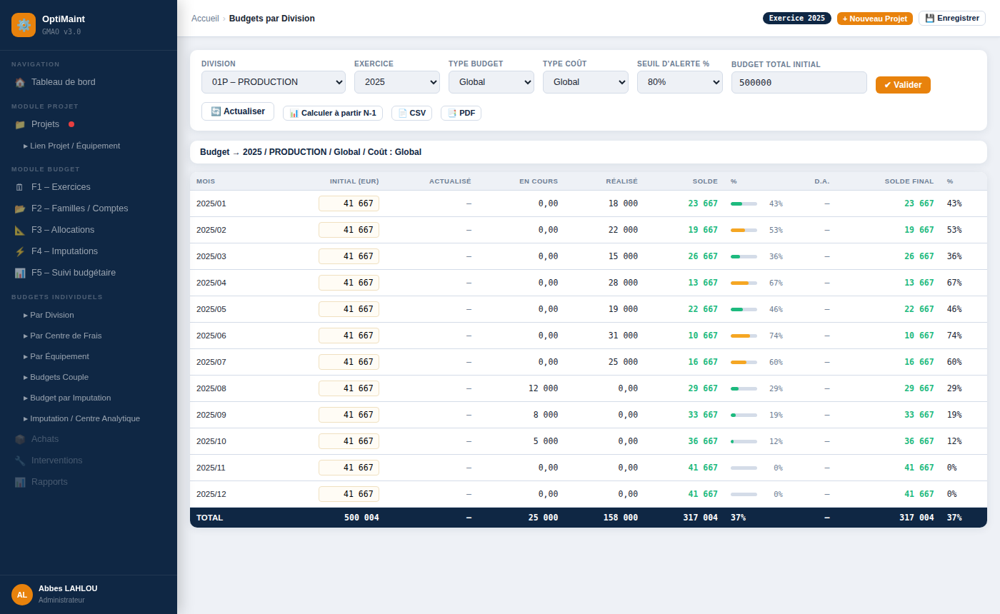 OptiMaint
GMAO v3.0
NAVIGATION
Tableau de bord
MODULE PROJET
Projets
▸ Lien Projet / Équipement
MODULE BUDGET
F1 – Exercices
F2 – Familles / Comptes
F3 – Allocations
F4 – Imputations
F5 – Suivi budgétaire
BUDGETS INDIVIDUELS
▸ Par Division
▸ Par Centre de Frais
▸ Par Équipement
▸ Budgets Couple
▸ Budget par Imputation
▸ Imputation / Centre Analytique
Achats
Interventions
Rapports
AL
Abbes LAHLOU
Administrateur
Accueil › Budgets par Division
Exercice 2025
+ Nouveau Projet
💾 Enregistrer
DIVISION EXERCICE TYPE BUDGET TYPE COÛT SEUIL D'ALERTE % BUDGET TOTAL INITIAL
01P – PRODUCTION 2025 Global Global 80% 500000 ✔ Valider
🔄 Actualiser 📊 Calculer à partir N-1 📄 CSV 📑 PDF
Budget → 2025 / PRODUCTION / Global / Coût : Global
MOIS INITIAL (EUR) ACTUALISÉ EN COURS RÉALISÉ SOLDE % D.A. SOLDE FINAL %
2025/01 41 667 — 0,00 18 000 23 667 43% — 23 667 43%
2025/02 41 667 — 0,00 22 000 19 667 53% — 19 667 53%
2025/03 41 667 — 0,00 15 000 26 667 36% — 26 667 36%
2025/04 41 667 — 0,00 28 000 13 667 67% — 13 667 67%
2025/05 41 667 — 0,00 19 000 22 667 46% — 22 667 46%
2025/06 41 667 — 0,00 31 000 10 667 74% — 10 667 74%
2025/07 41 667 — 0,00 25 000 16 667 60% — 16 667 60%
2025/08 41 667 — 12 000 0,00 29 667 29% — 29 667 29%
2025/09 41 667 — 8 000 0,00 33 667 19% — 33 667 19%
2025/10 41 667 — 5 000 0,00 36 667 12% — 36 667 12%
2025/11 41 667 — 0,00 0,00 41 667 0% — 41 667 0%
2025/12 41 667 — 0,00 0,00 41 667 0% — 41 667 0%
TOTAL 500 004 — 25 000 158 000 317 004 37% — 317 004 37%